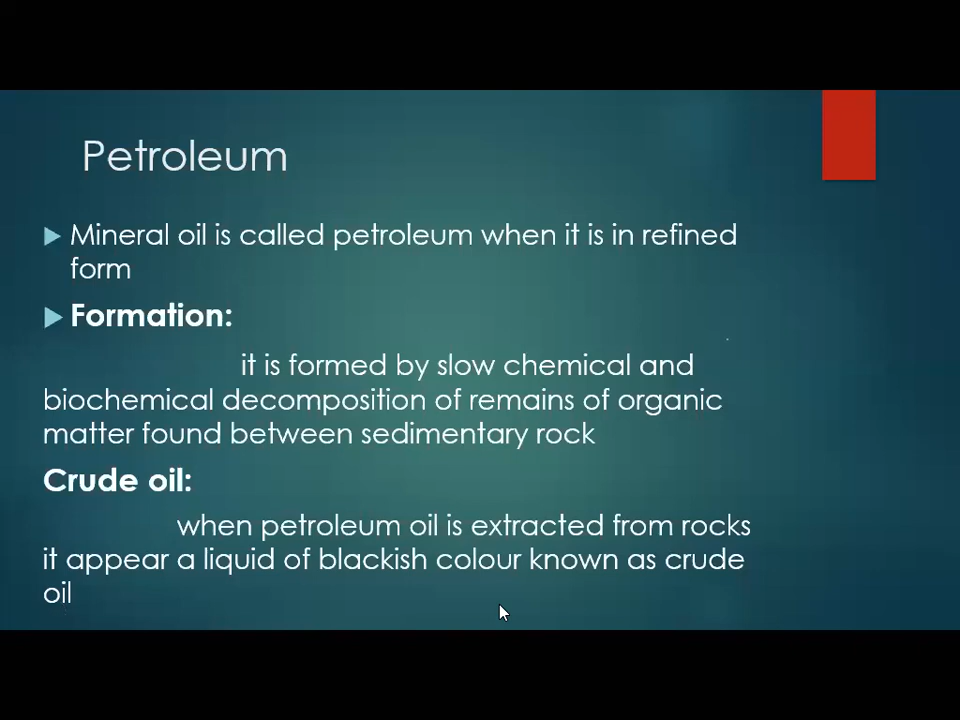 Petroleum
Mineral oil is called petroleum when it is in refined
form
Formation:
it is formed by slow chemical and
biochemical decomposition of remains of organic
matter found between sedimentary rock
Crude oil:
when petroleum oil is extracted from rocks
it appear a liquid of blackish colour known as crude
oil